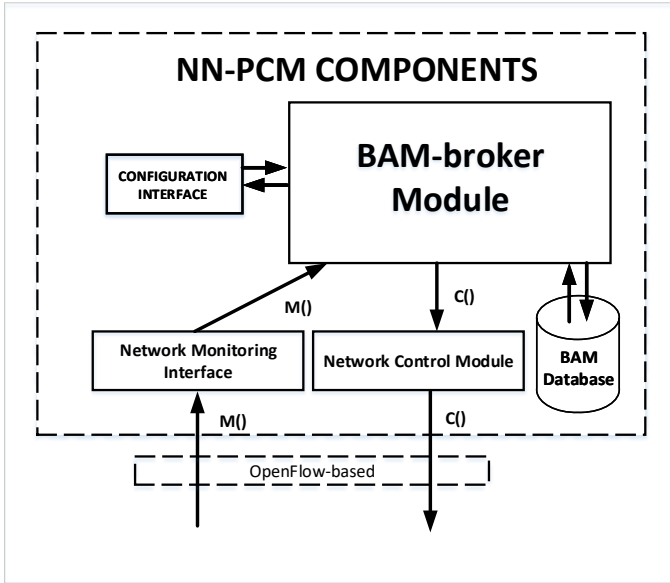 NN-PCM COMPONENTS
BAM-broker
Module
CONFIGURATION
INTERFACE
M()
C()
Network Monitoring
Interface
Network Control Module
BAM
Database
M()
C()
OpenFlow-based